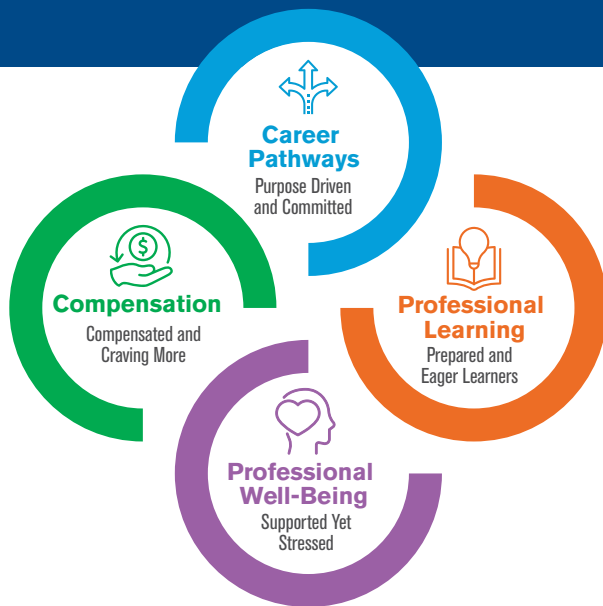 Career
Pathways
Purpose Driven
and Committed
$
Compensation
Compensated and
Craving More
Professional
Learning
Prepared and
Eager Learners
Professional
Well-Being
Supported Yet
Stressed